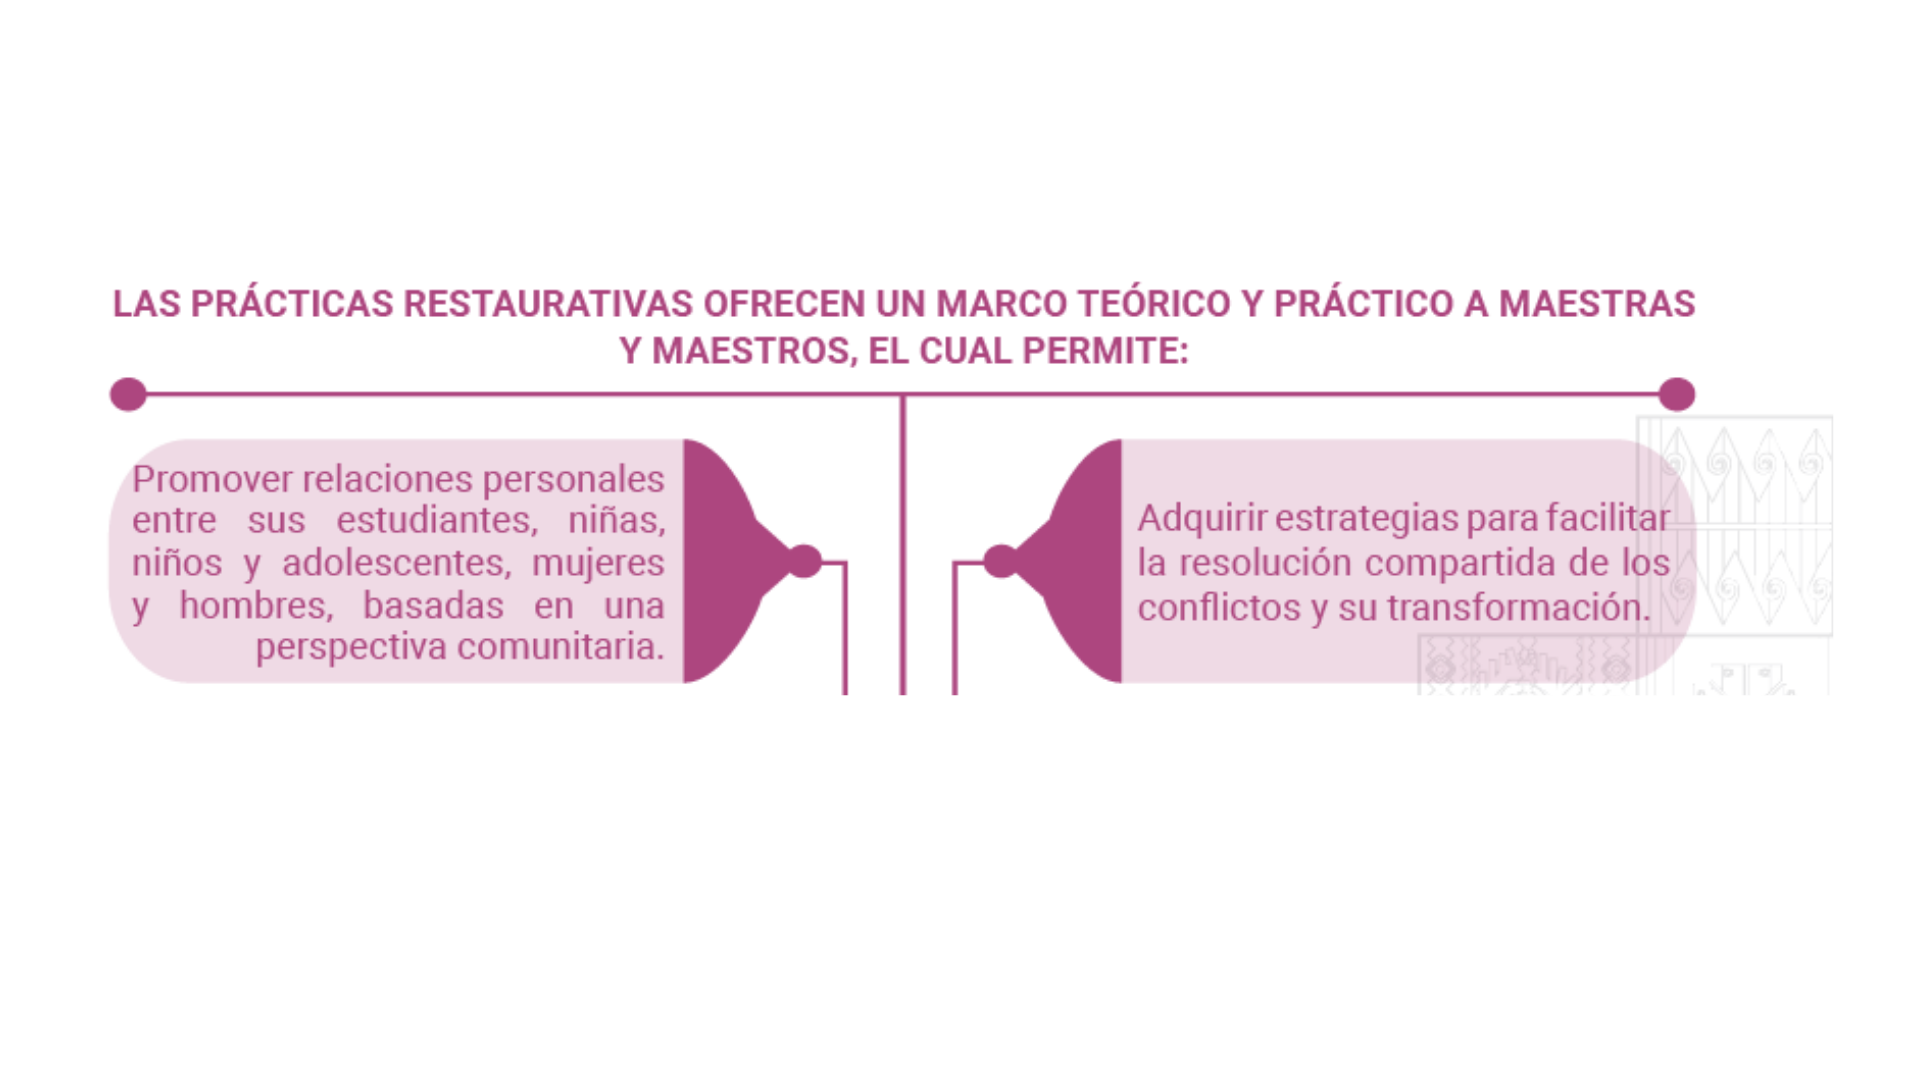 LAS PRÁCTICAS RESTAURATIVAS OFRECEN UN MARCO TEÓRICO Y PRÁCTICO A MAESTRAS
Y MAESTROS, EL CUAL PERMITE:
Promover relaciones personales
entre sus estudiantes, niñas,
niños y adolescentes, mujeres
y hombres, basadas en una
perspectiva comunitaria.
Adquirir estrategias para facilitar
la resolución compartida de los
conflictos y su transformación.